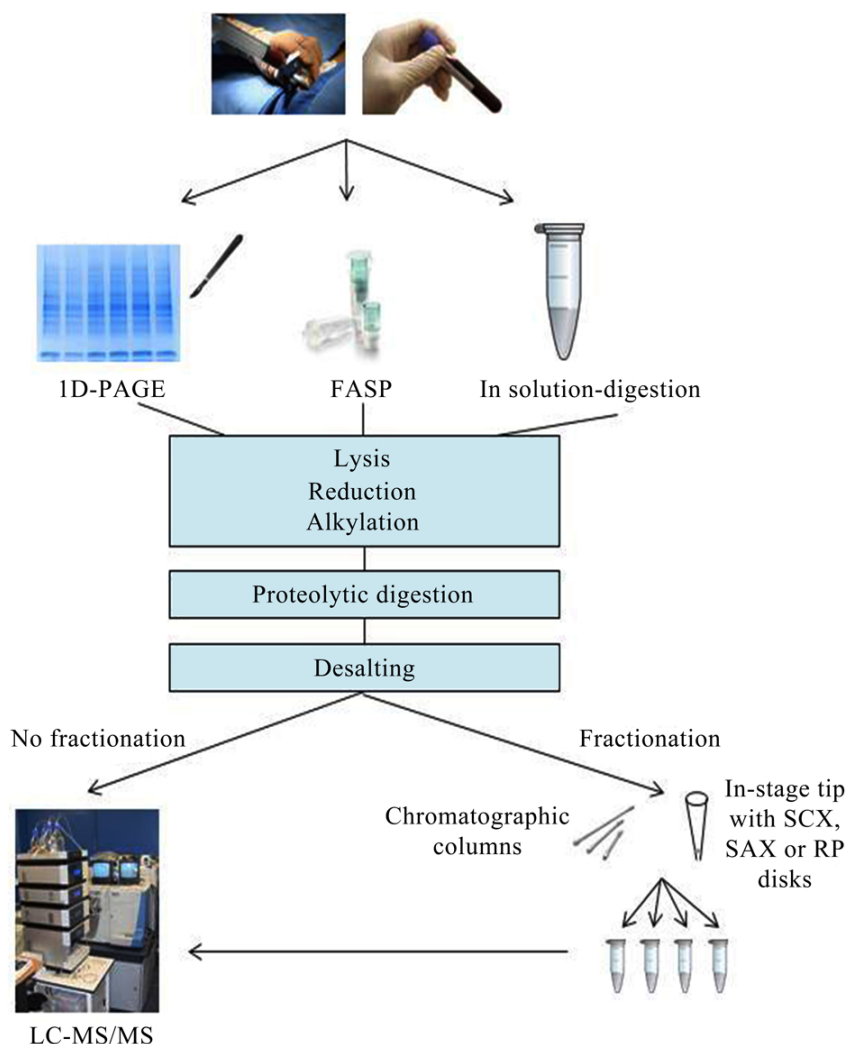 1D-PAGE
FASP
In solution-digestion
Lysis
Reduction
Alkylation
Proteolytic digestion
Desalting
No fractionation
Fractionation
Chromatographic
columns
In-stage tip
with SCX,
SAX or RP
disks
LC-MS/MS